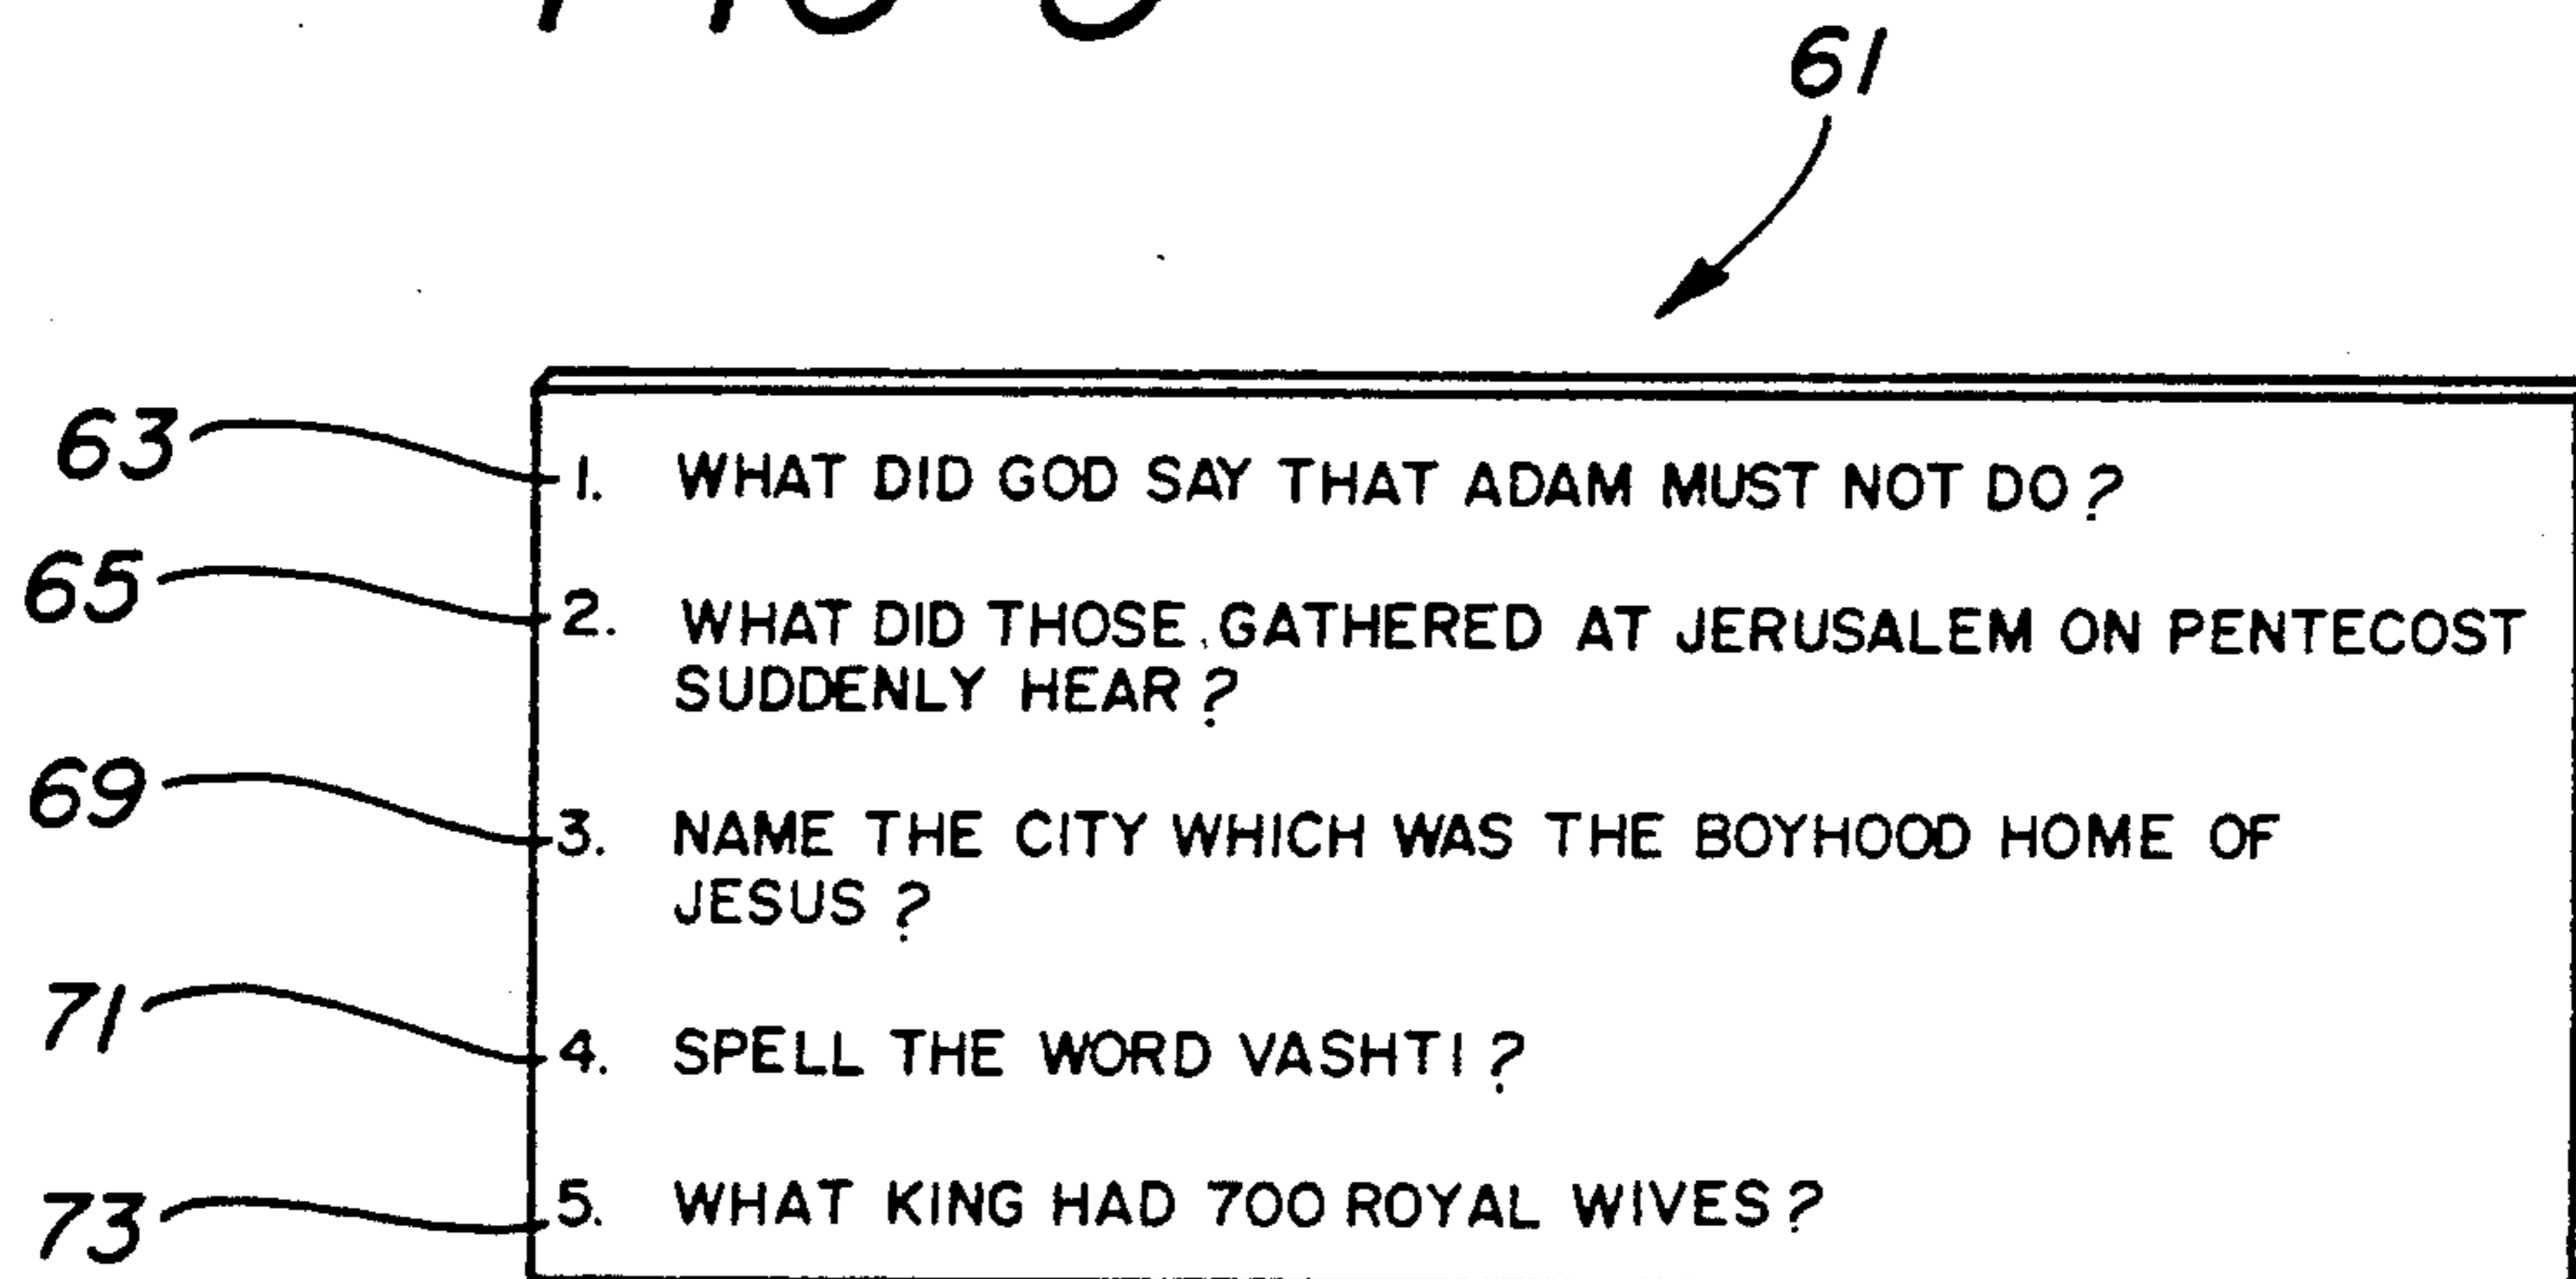 61
63 1. WHAT DID GOD SAY THAT ADAM MUST NOT DO?
65 2. WHAT DID THOSE GATHERED AT JERUSALEM ON PENTECOST
SUDDENLY HEAR?
69 3. NAME THE CITY WHICH WAS THE BOYHOOD HOME OF
JESUS?
71 4. SPELL THE WORD VASHTI?
73 5. WHAT KING HAD 700 ROYAL WIVES?